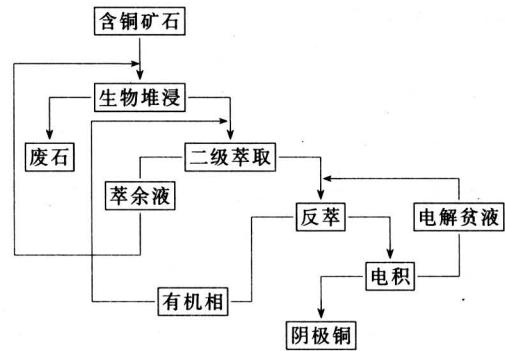 含铜矿石
生物堆浸
废石
二级萃取
萃余液
反萃
电解贫液
电积
有机相
阴极铜